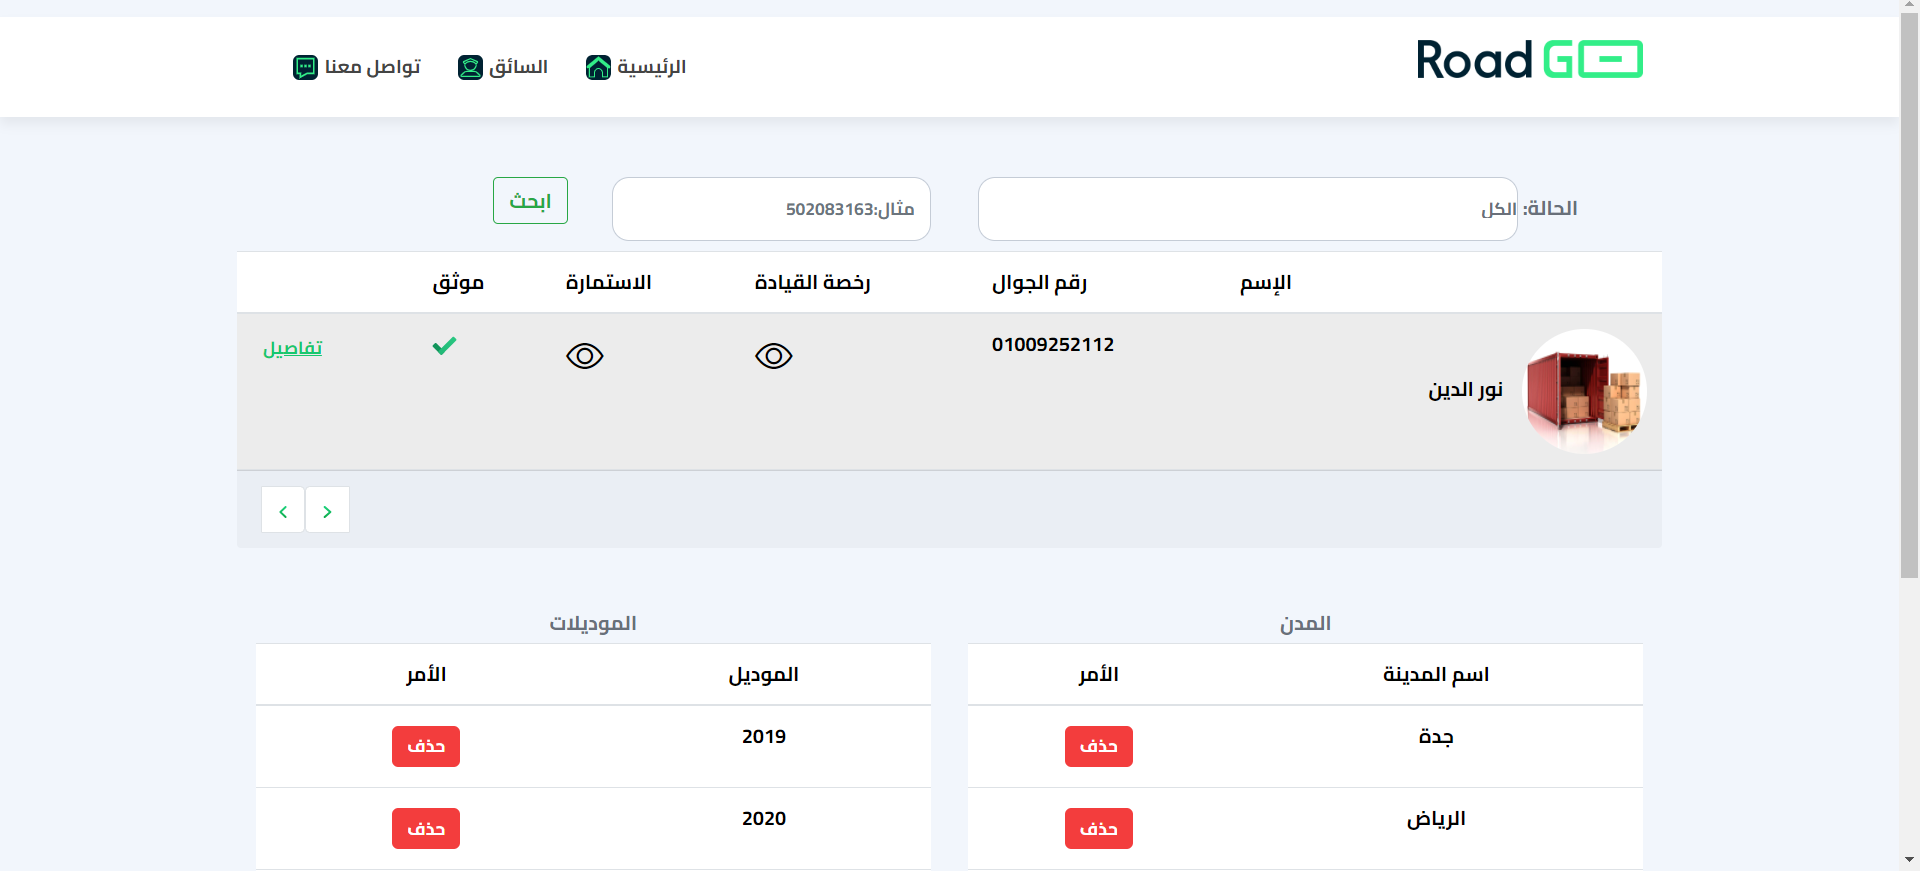 Road GO
الرئيسية
السائق
تواصل معنا
الحالة: الكل
مثال:502083163
ابحث
الإسم
رقم الجوال
رخصة القيادة
الاستمارة
موثق
نور الدين
01009252112
تفاصيل
المدن
اسم المدينة
الأمر
جدة
حذف
الرياض
حذف
الموديلات
الموديل
الأمر
2019
حذف
2020
حذف